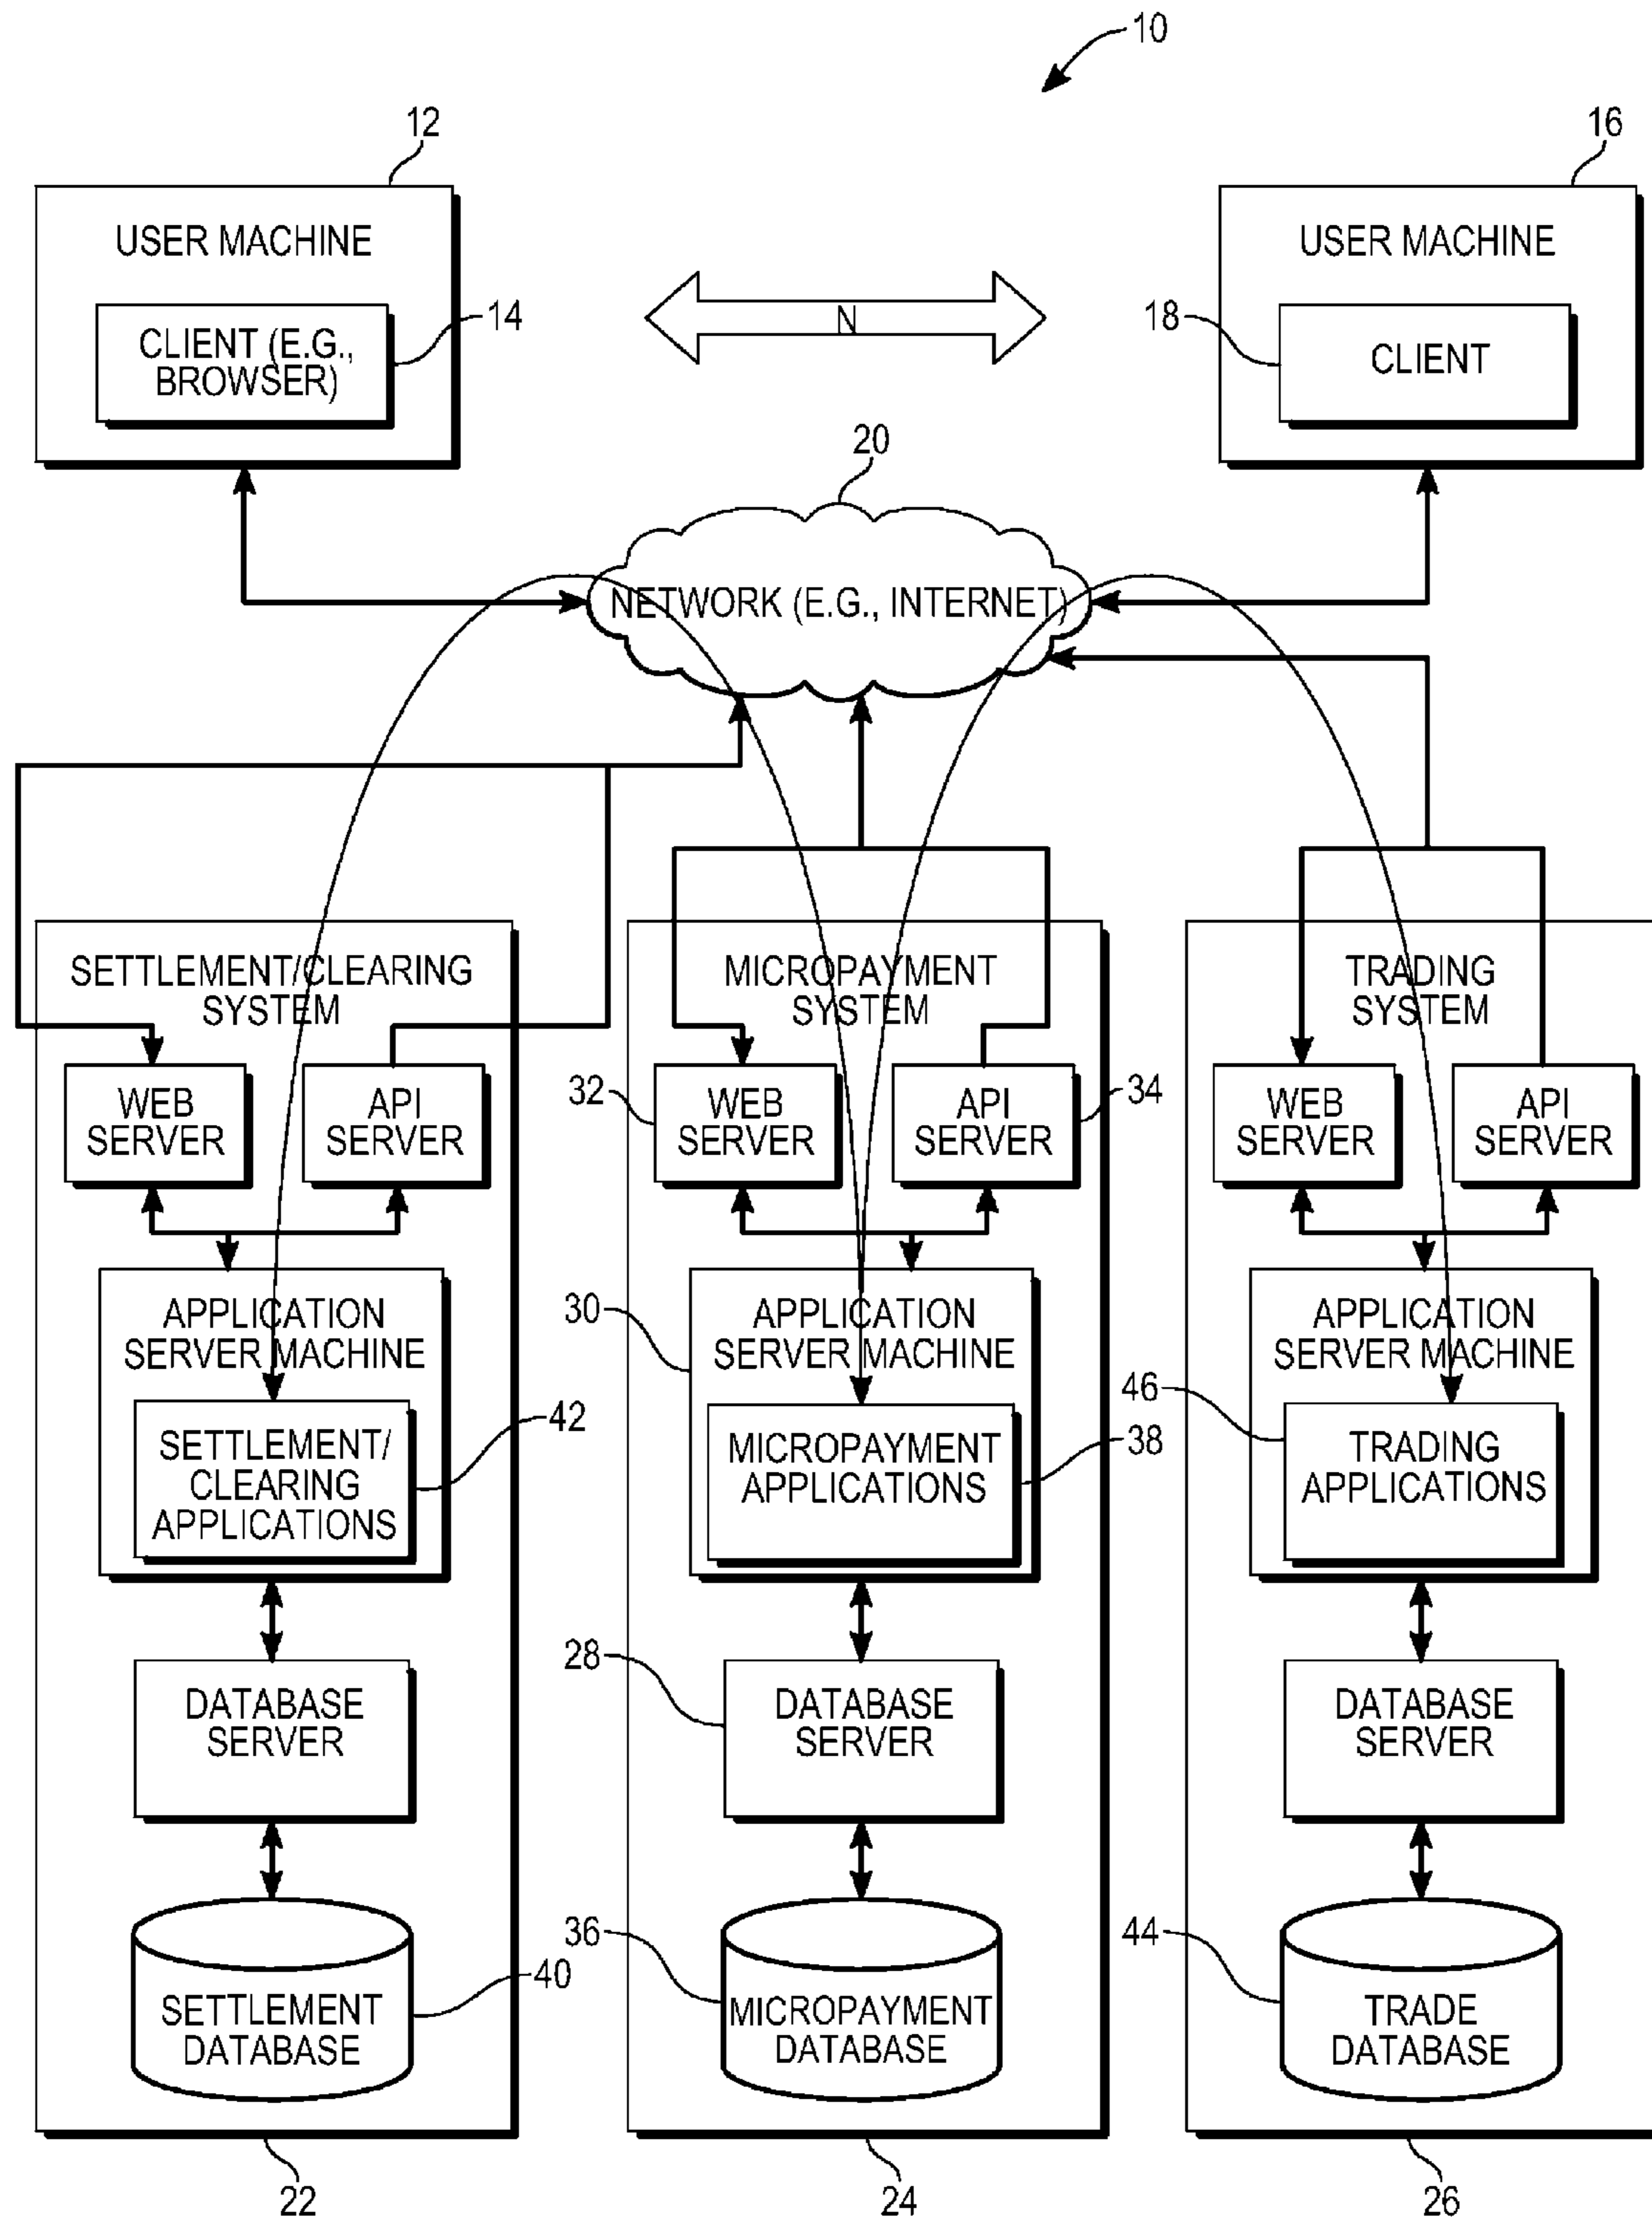 10
12
16
USER MACHINE
USER MACHINE
14
CLIENT (E.G.,
BROWSER)
N
18
CLIENT
20
NETWORK (E.G., INTERNET)
SETTLEMENT/CLEARING
SYSTEM
MICROPAYMENT
SYSTEM
TRADING
SYSTEM
WEB
SERVER
API
SERVER
32
WEB
SERVER
API
SERVER
34
WEB
SERVER
API
SERVER
APPLICATION
SERVER MACHINE
30
APPLICATION
SERVER MACHINE
APPLICATION
SERVER MACHINE
SETTLEMENT/
CLEARING
APPLICATIONS
42
MICROPAYMENT
APPLICATIONS
38
46
TRADING
APPLICATIONS
DATABASE
SERVER
28
DATABASE
SERVER
DATABASE
SERVER
SETTLEMENT
DATABASE
40
36
MICROPAYMENT
DATABASE
44
TRADE
DATABASE
22
24
26